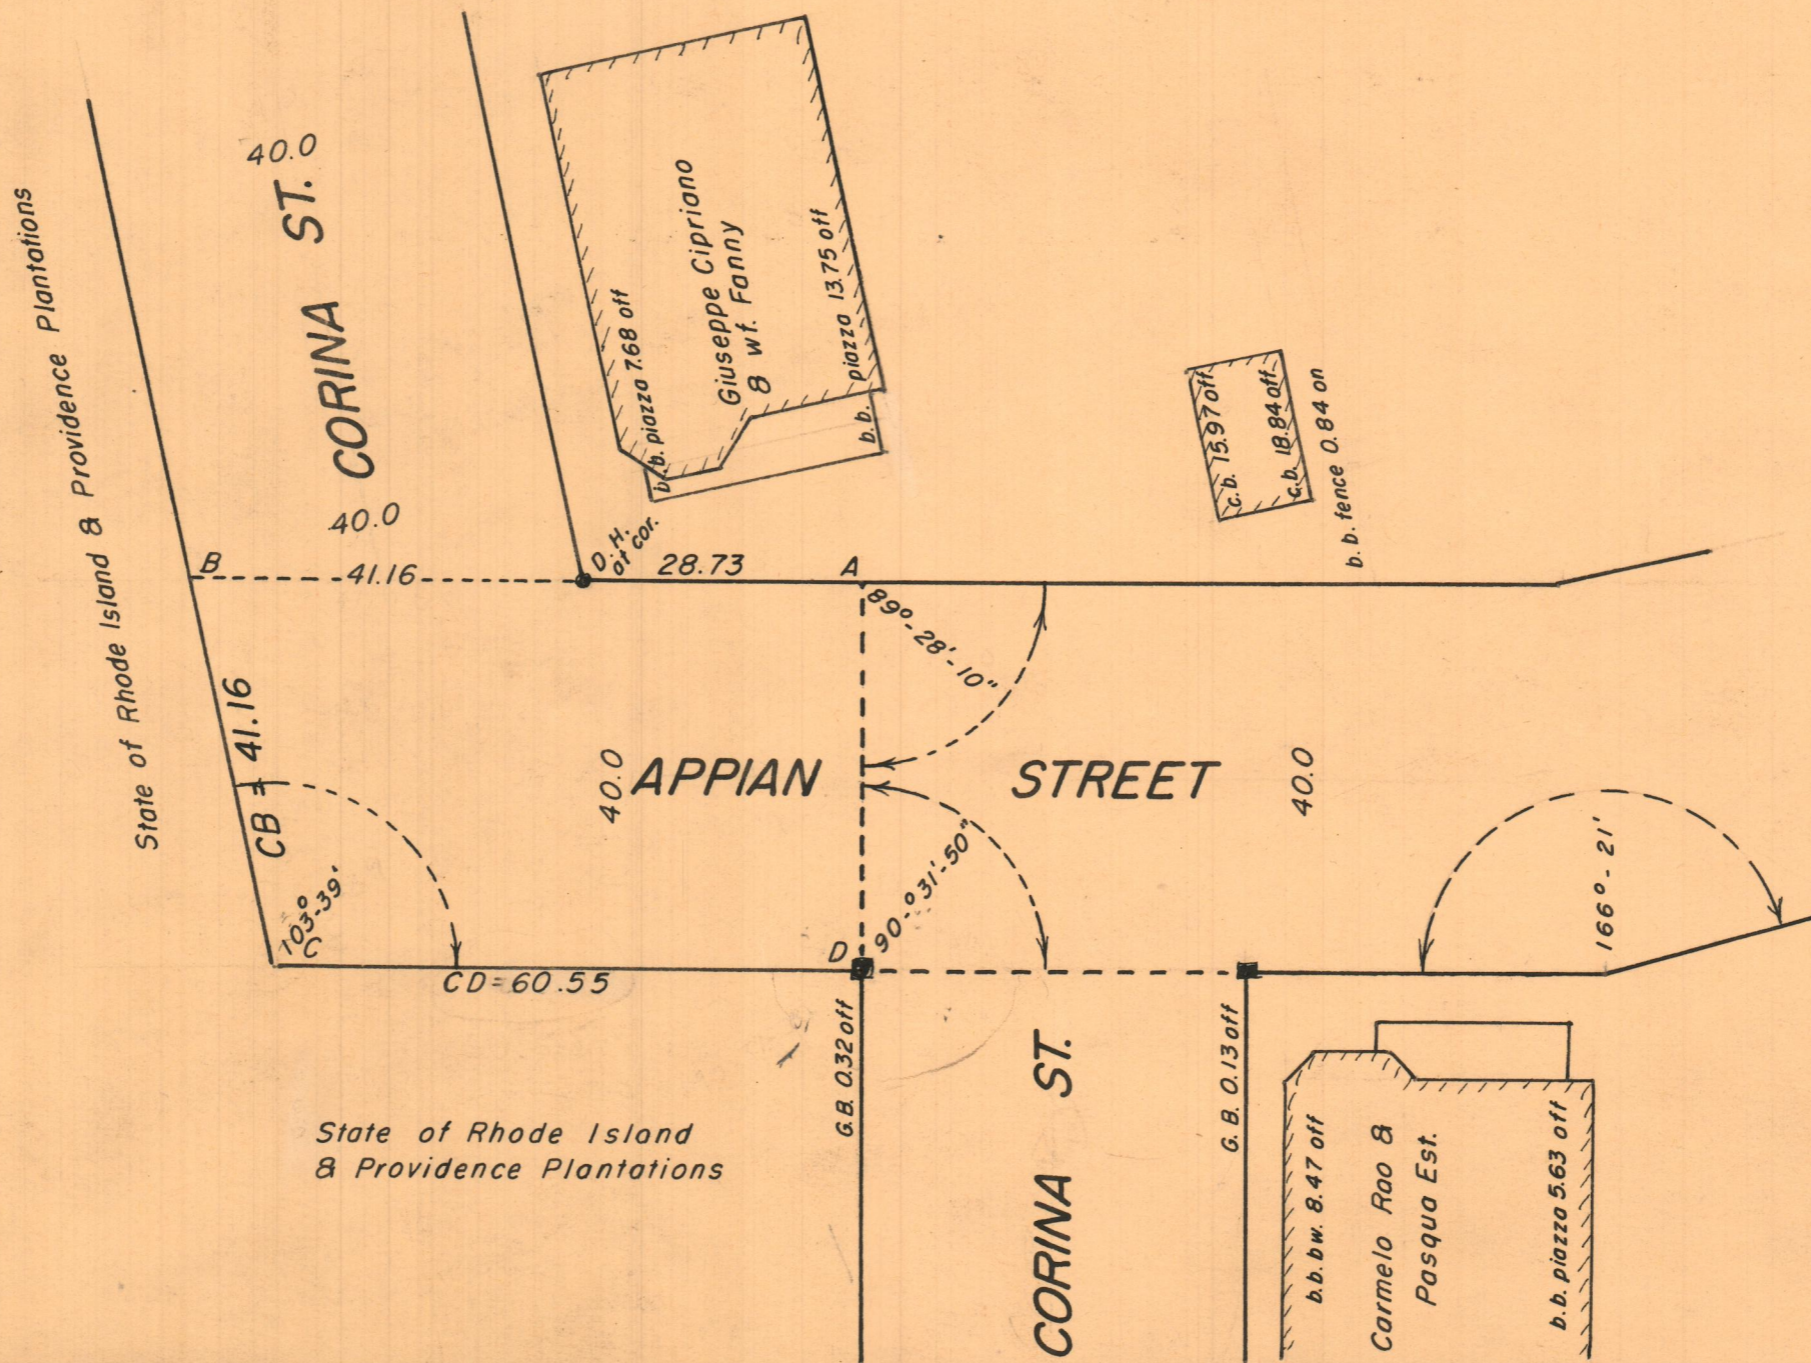 State of Rhode Island & Providence Plantations
40.0
CORINA ST.
40.0
Giuseppe Cipriano
& wf. Fanny
b.b. piazza 7.68 off
piazza 13.75 off
b.b.
c.b. 15.97 off
c.b. 18.84 off
b.b. fence 0.84 on
B
41.16
D.H.
at cor.
28.73
A
89°-28'-10"
CB = 41.16
40.0
APPIAN STREET
40.0
103°-39'
C
CD=60.55
D
90-°31'-50"
166°-21'
G.B. 0.32 off
G.B. 0.13 off
CORINA ST.
State of Rhode Island
& Providence Plantations
b.b. bw. 8.47 off
Carmelo Rao &
Pasqua Est.
b.b. piazza 5.63 off